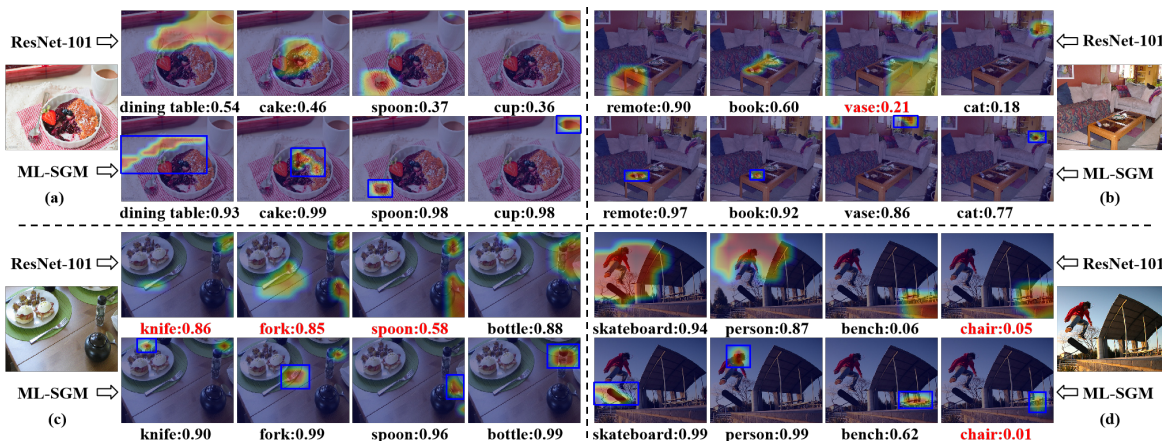 ResNet-101
dining table:0.54 cake:0.46 spoon:0.37 cup:0.36
ML-SGM
(a)
dining table:0.93 cake:0.99 spoon:0.98 cup:0.98
ResNet-101
remote:0.90 book:0.60 vase:0.21 cat:0.18
ML-SGM
(b)
remote:0.97 book:0.92 vase:0.86 cat:0.77
ResNet-101
knife:0.86 fork:0.85 spoon:0.58 bottle:0.88
ML-SGM
(c)
knife:0.90 fork:0.99 spoon:0.96 bottle:0.99
ResNet-101
skateboard:0.94 person:0.87 bench:0.06 chair:0.05
ML-SGM
(d)
skateboard:0.99 person:0.99 bench:0.62 chair:0.01